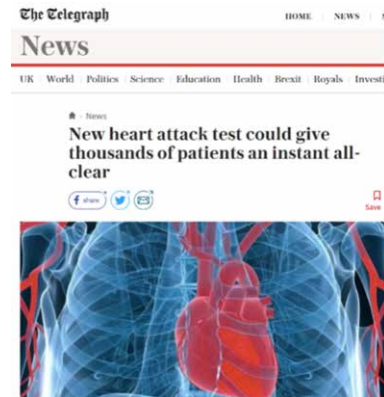 The Telegraph
HOME NEWS
News
UK World Politics Science Education Health Brexit Royals
News
New heart attack test could give
thousands of patients an instant all-
clear
share
Save